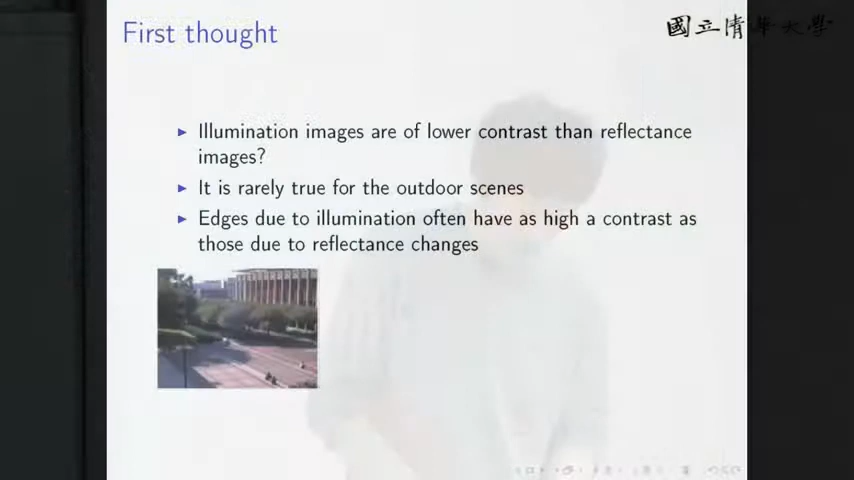 First thought
國立清華大學
Illumination images are of lower contrast than reflectance
images?
It is rarely true for the outdoor scenes
Edges due to illumination often have as high a contrast as
those due to reflectance changes